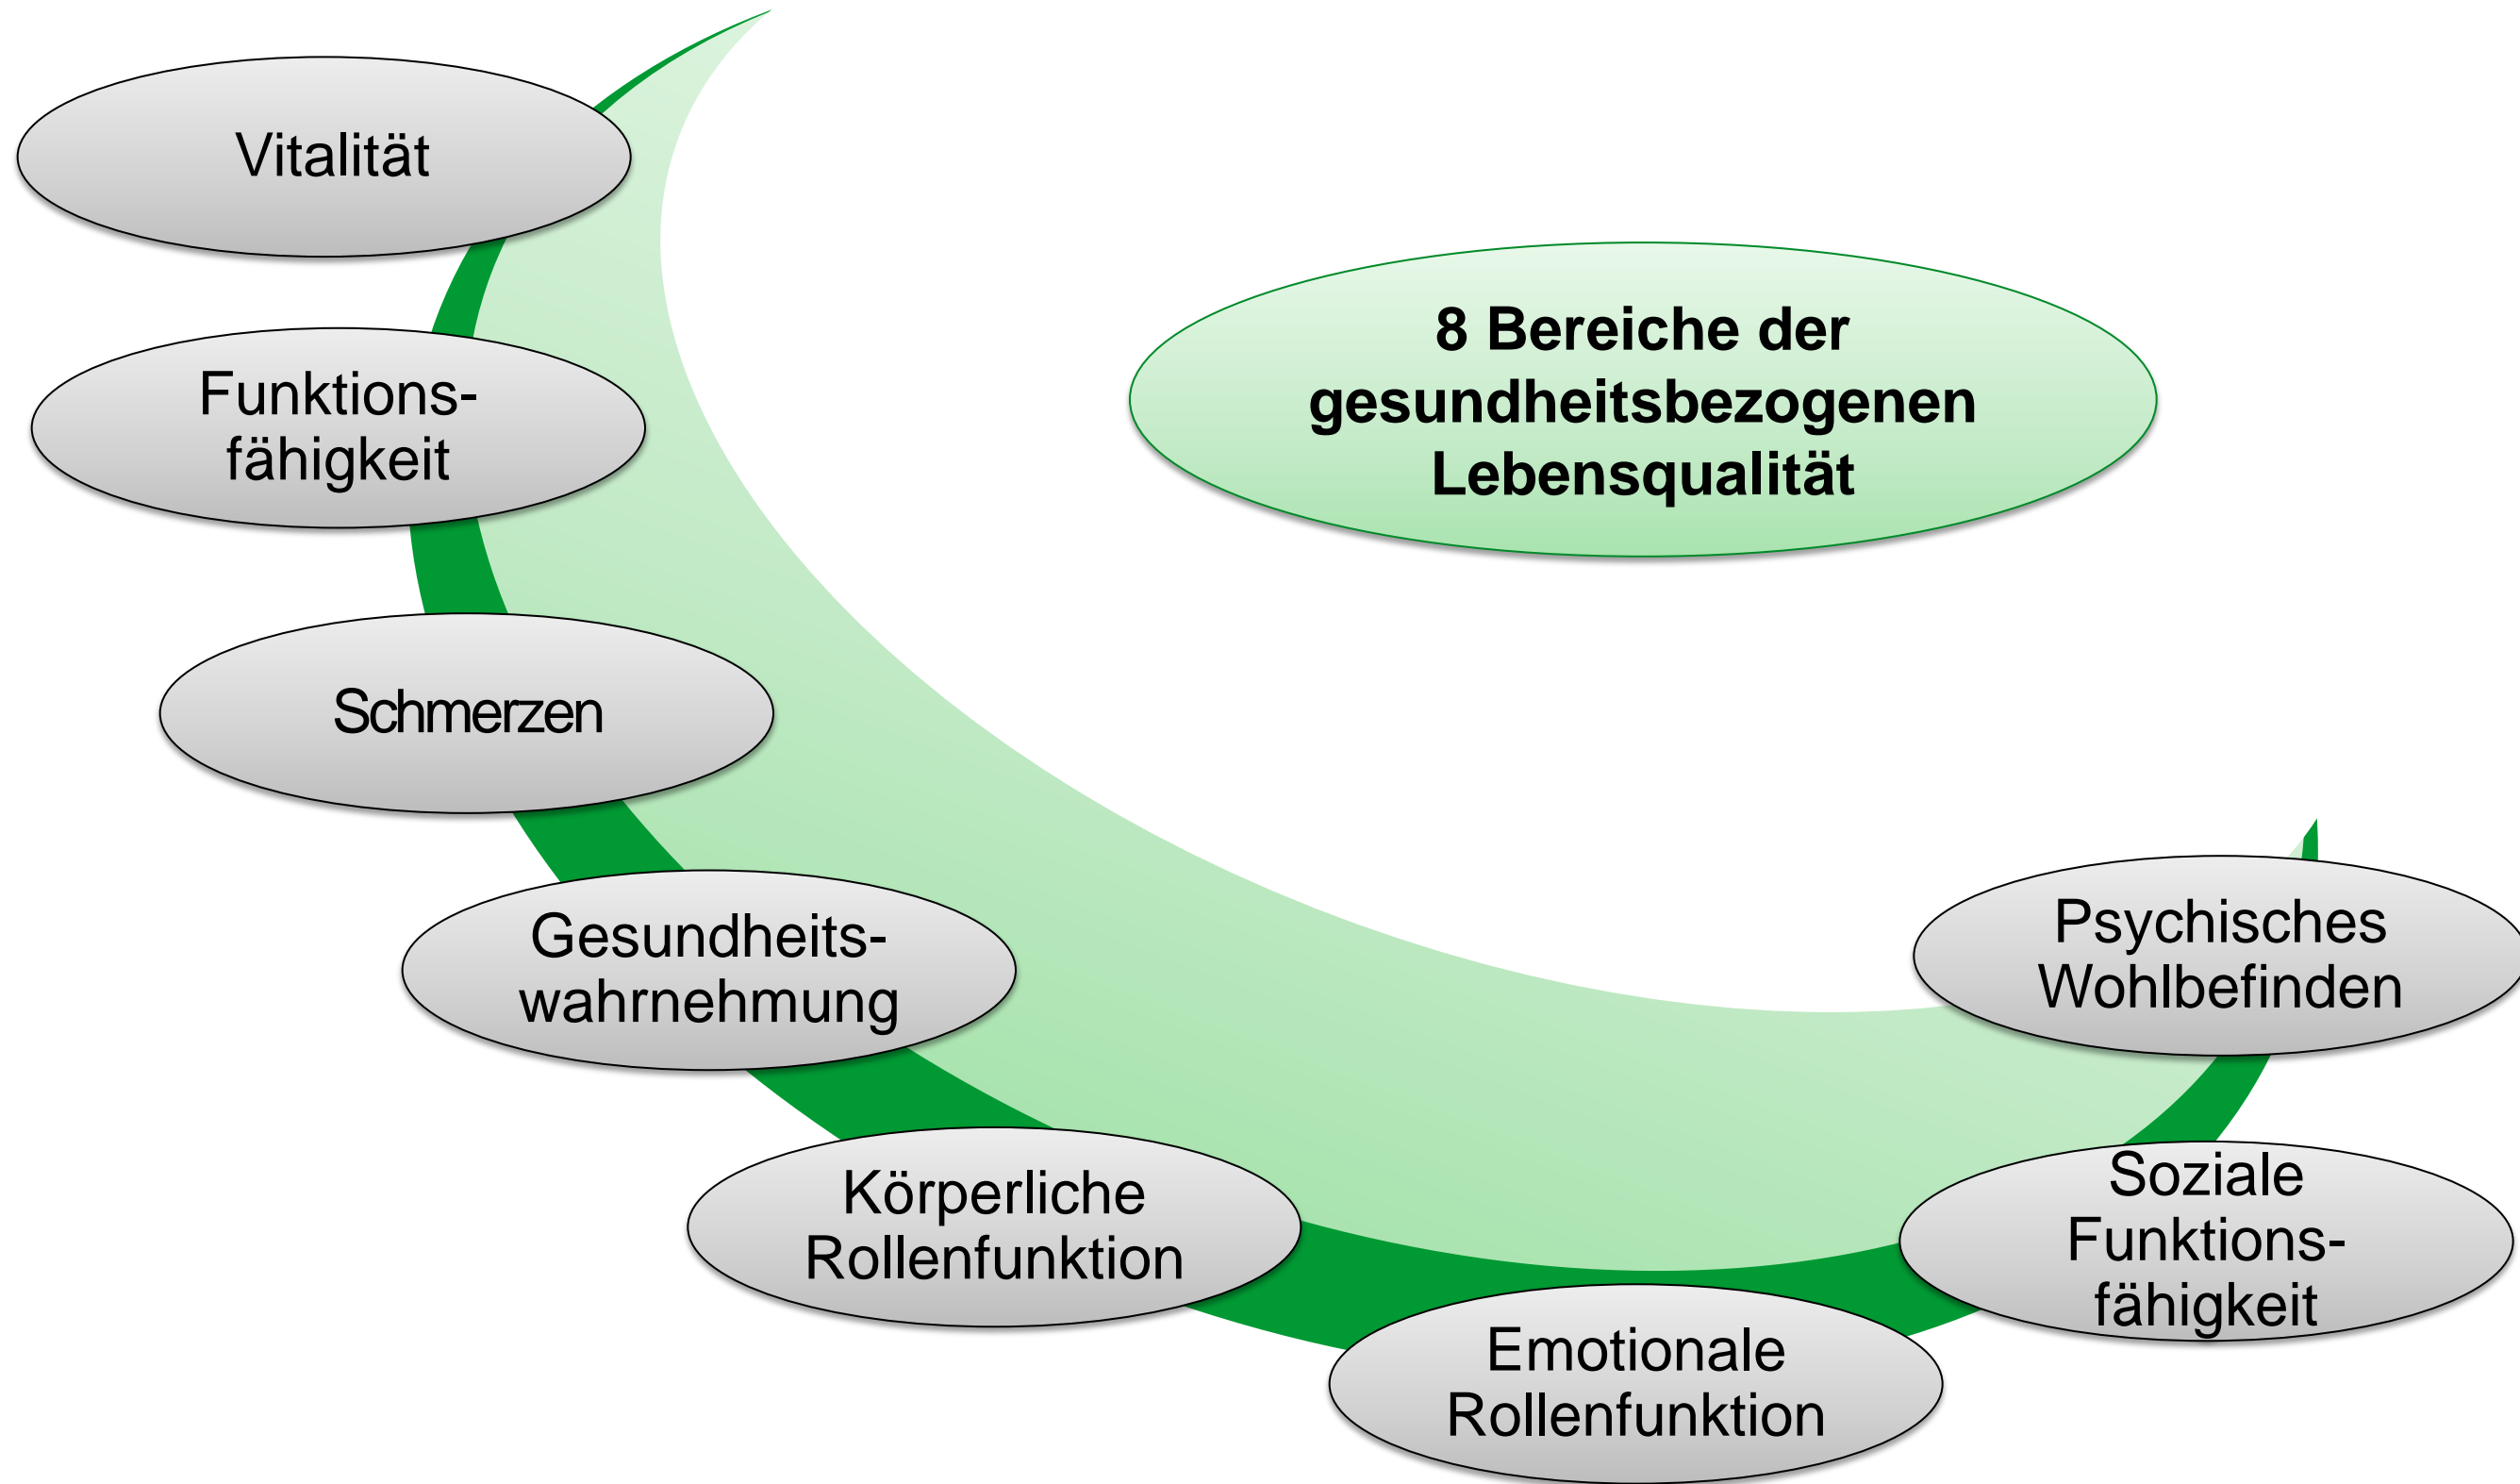 Vitalität
8 Bereiche der
gesundheitsbezogenen
Lebensqualität
Funktions-
fähigkeit
Schmerzen
Gesundheits-
wahrnehmung
Körperliche
Rollenfunktion
Emotionale
Rollenfunktion
Soziale
Funktions-
fähigkeit
Psychisches
Wohlbefinden